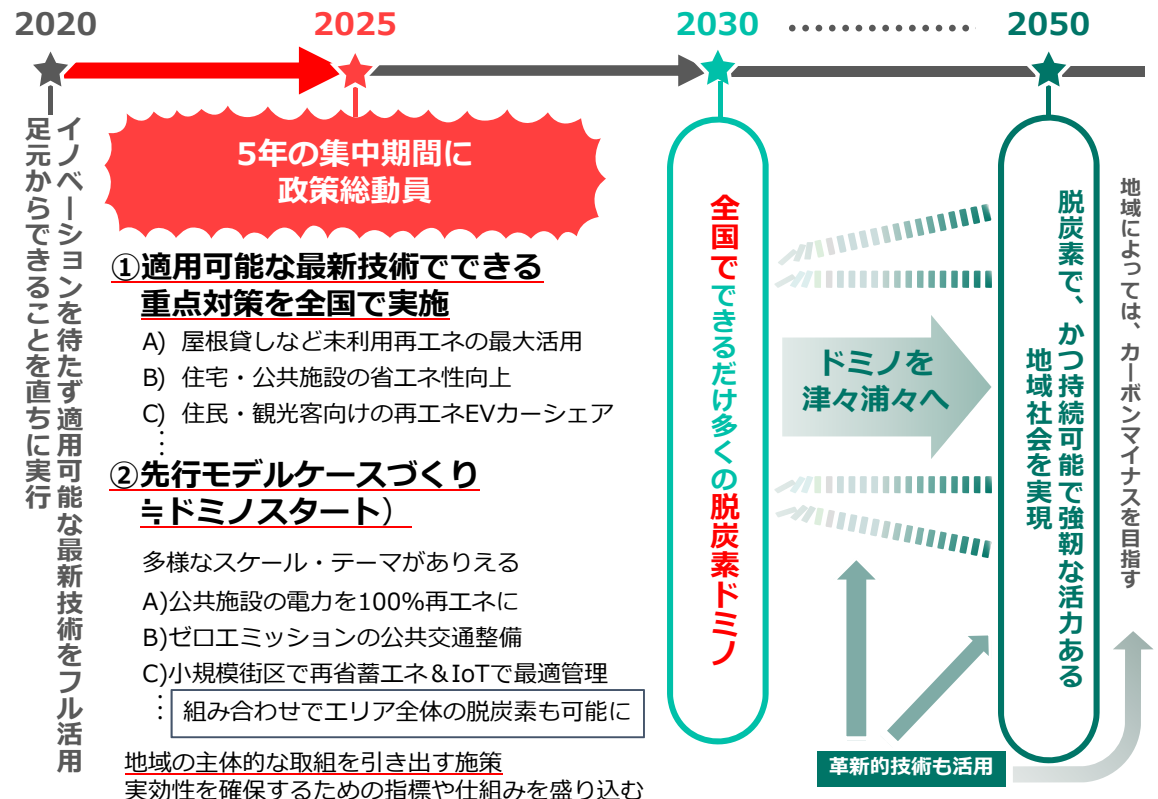 2020
2025
2030
2050
イノベーションを待たず適用可能な最新技術をフル活用
足元からできることを直ちに実行
5年の集中期間に
政策総動員
①適用可能な最新技術でできる
重点対策を全国で実施
A) 屋根貸しなど未利用再エネの最大活用
B) 住宅・公共施設の省エネ性向上
C) 住民・観光客向けの再エネEVカーシェア
⋮
②先行モデルケースづくり
≒ドミノスタート）
多様なスケール・テーマがありえる
A)公共施設の電力を100%再エネに
B)ゼロエミッションの公共交通整備
C)小規模街区で再省蓄エネ＆IoTで最適管理
⋮
組み合わせでエリア全体の脱炭素も可能に
地域の主体的な取組を引き出す施策
実効性を確保するための指標や仕組みを盛り込む
全国でできるだけ多くの脱炭素ドミノ
ドミノを
津々浦々へ
革新的技術も活用
脱炭素で、かつ持続可能で強靭な活力ある
地域社会を実現
地域によっては、カーボンマイナスを目指す